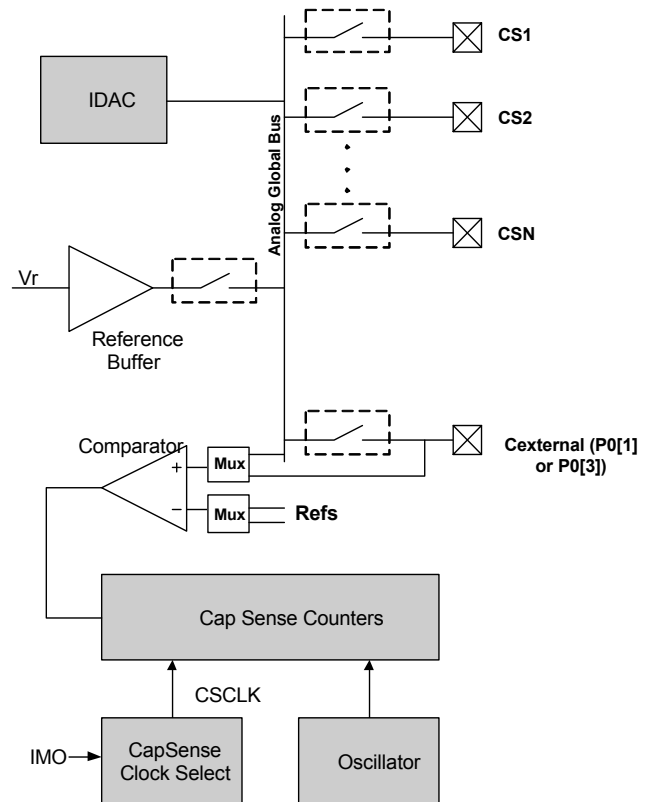 CS1
IDAC
CS2
Analog Global Bus
CSN
Vr
Reference
Buffer
Comparator
+
Mux
Cexternal (P0[1]
or P0[3])
−
Mux
Refs
Cap Sense Counters
CSCLK
IMO
CapSense
Clock Select
Oscillator